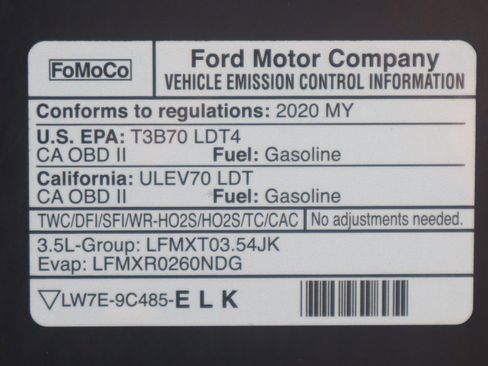 FoMoCo
Ford Motor Company
VEHICLE EMISSION CONTROL INFORMATION
Conforms to regulations: 2020 MY
U.S. EPA: T3B70 LDT4
CA OBD II Fuel: Gasoline
California: ULEV70 LDT
CA OBD II Fuel: Gasoline
TWC/DFI/SFI/WR-HO2S/HO2S/TC/CAC No adjustments needed.
3.5L-Group: LFMXT03.54JK
Evap: LFMXR0260NDG
▽LW7E-9C485-ELK